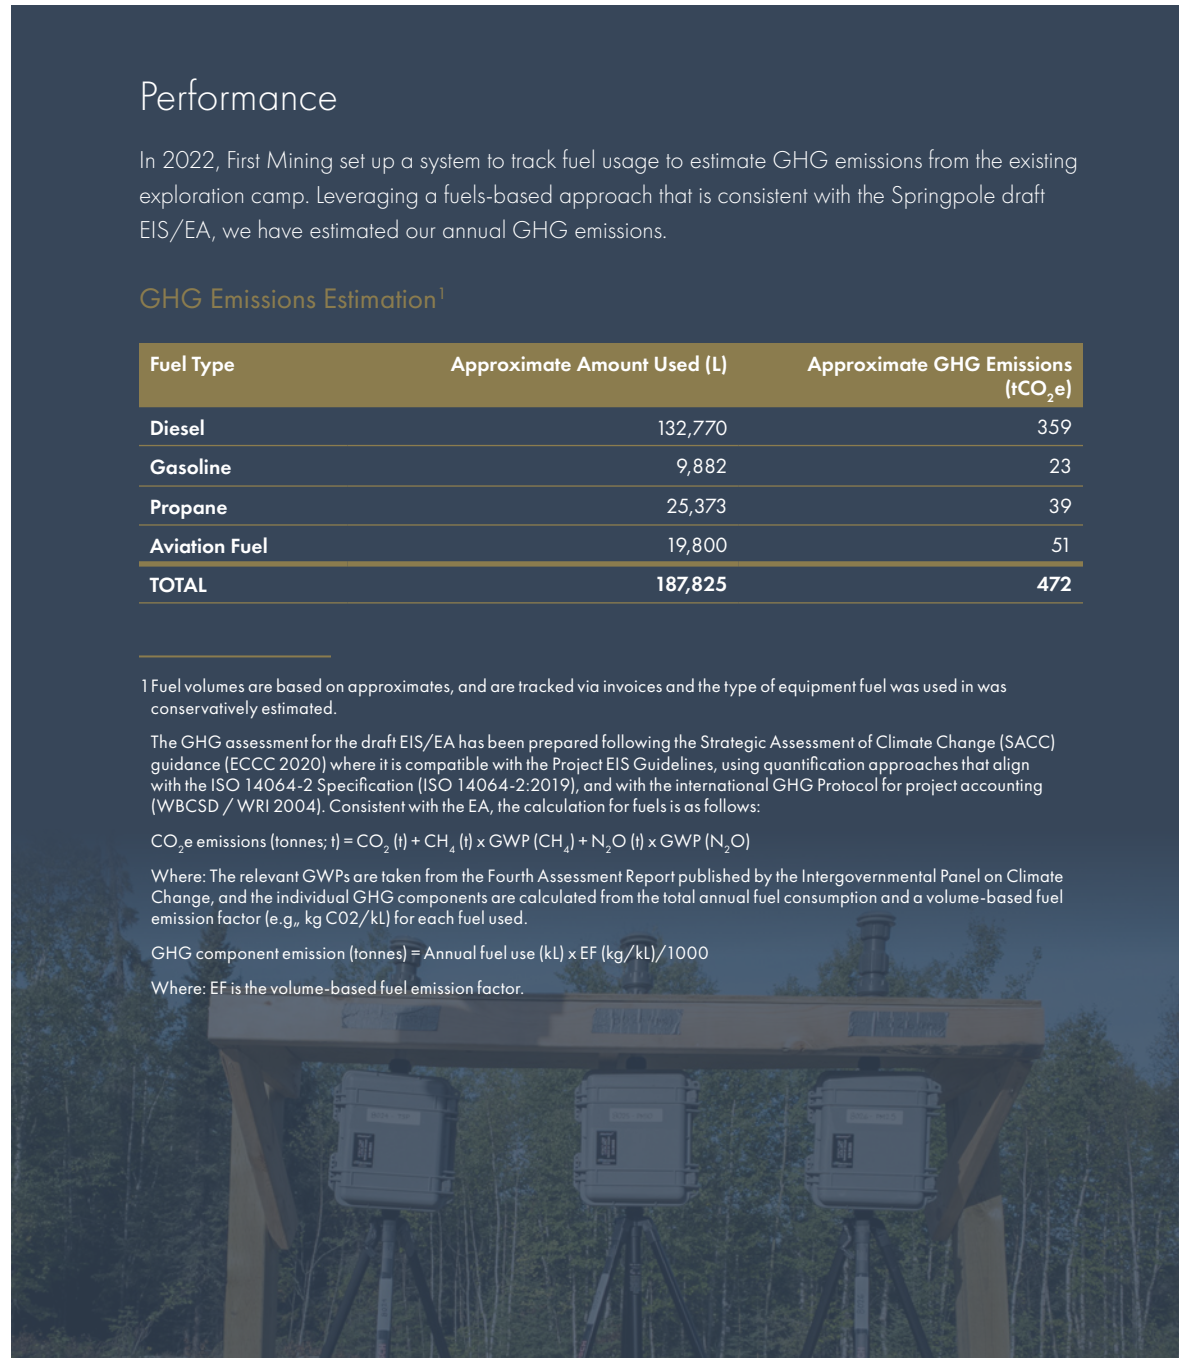 Performance
In 2022, First Mining set up a system to track fuel usage to estimate GHG emissions from the existing
exploration camp. Leveraging a fuels-based approach that is consistent with the Springpole draft
EIS/EA, we have estimated our annual GHG emissions.
GHG Emissions Estimation¹
Fuel Type Approximate Amount Used (L) Approximate GHG Emissions
(tCO₂e)
Diesel 132,770 359
Gasoline 9,882 23
Propane 25,373 39
Aviation Fuel 19,800 51
TOTAL 187,825 472
1 Fuel volumes are based on approximates, and are tracked via invoices and the type of equipment fuel was used in was
conservatively estimated.
The GHG assessment for the draft EIS/EA has been prepared following the Strategic Assessment of Climate Change (SACC)
guidance (ECCC 2020) where it is compatible with the Project EIS Guidelines, using quantification approaches that align
with the ISO 14064-2 Specification (ISO 14064-2:2019), and with the international GHG Protocol for project accounting
(WBCSD / WRI 2004). Consistent with the EA, the calculation for fuels is as follows:
CO₂e emissions (tonnes; t) = CO₂ (t) + CH₄ (t) x GWP (CH₄) + N₂O (t) x GWP (N₂O)
Where: The relevant GWPs are taken from the Fourth Assessment Report published by the Intergovernmental Panel on Climate
Change, and the individual GHG components are calculated from the total annual fuel consumption and a volume-based fuel
emission factor (e.g,, kg C02/kL) for each fuel used.
GHG component emission (tonnes) = Annual fuel use (kL) x EF (kg/kL)/1000
Where: EF is the volume-based fuel emission factor.